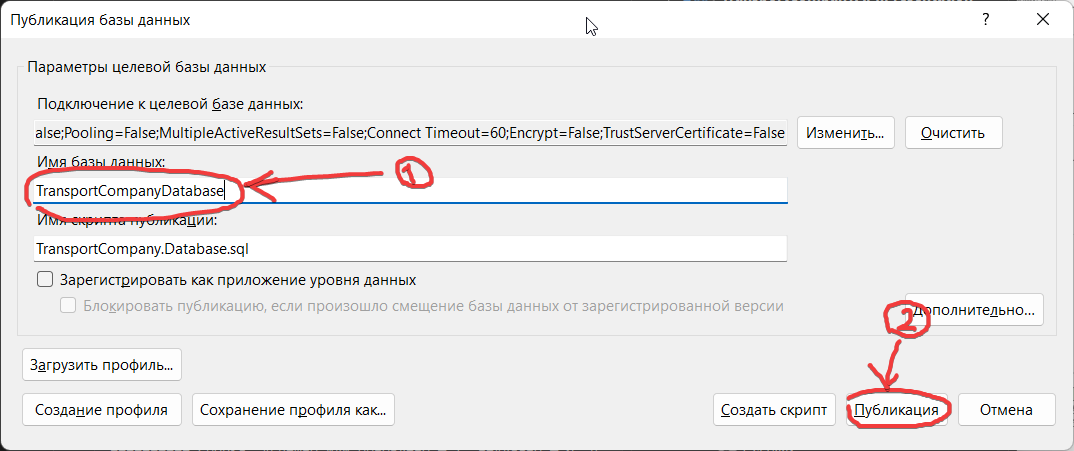 Публикация базы данных
?
Параметры целевой базы данных
Подключение к целевой базе данных:
alse;Pooling=False;MultipleActiveResultSets=False;Connect Timeout=60;Encrypt=False;TrustServerCertificate=False
Изменить...
Очистить
Имя базы данных:
1
TransportCompanyDatabase
Имя скрипта публикации:
TransportCompany.Database.sql
Зарегистрировать как приложение уровня данных
Блокировать публикацию, если произошло смещение базы данных от зарегистрированной версии
2
Дополнительно...
Загрузить профиль...
Создание профиля
Сохранение профиля как...
Создать скрипт
Публикация
Отмена